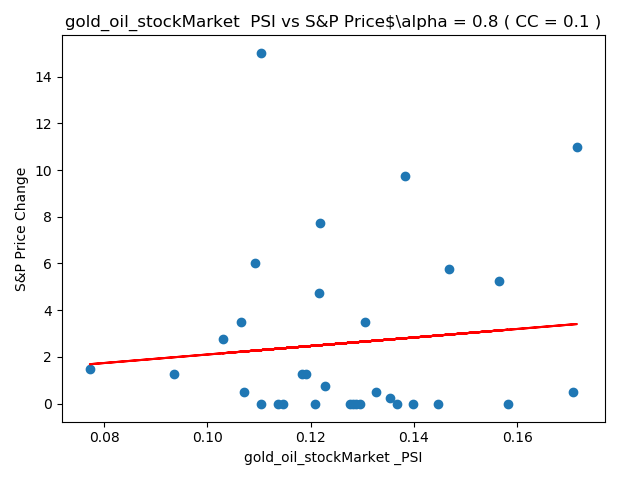 gold_oil_stockMarket  PSI vs S&P Price$\alpha = 0.8 ( CC = 0.1 )
S&P Price Change
14
12
10
8
6
4
2
0
0.08 0.10 0.12 0.14 0.16
gold_oil_stockMarket _PSI